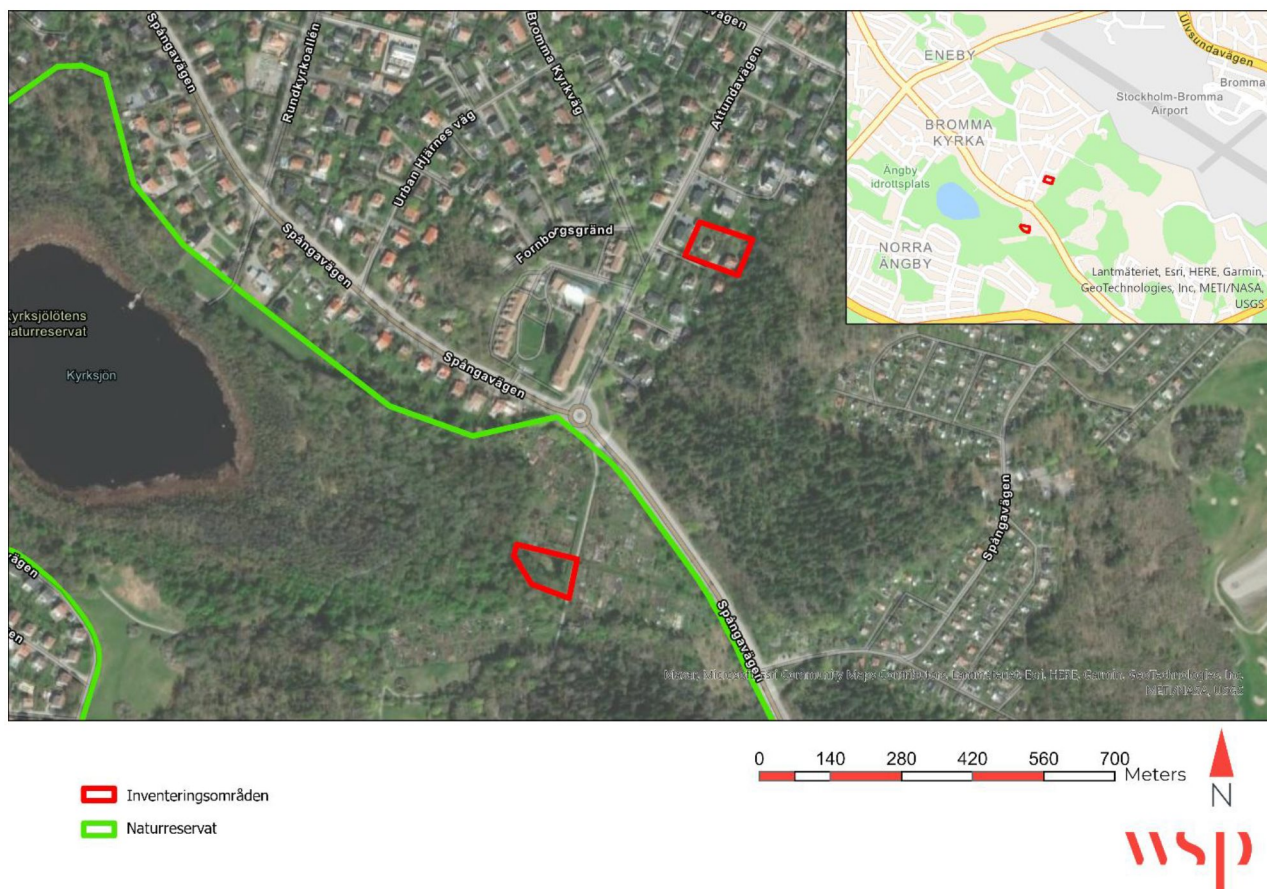 Spångavägen
Rundkyrkoallén
Bromma Kyrkväg
Attundavägen
Urban Hjärnes väg
Fornborgsgränd
Spångavägen
Spångavägen
Kyrksjölötens
naturreservat
Kyrksjön
Spångavägen
Spångavägen
vägen
en
ENEBY
Ulvsundavägen
Bromma
Stockholm-Bromma
Airport
BROMMA
KYRKA
Ängby
idrottsplats
NORRA
ÄNGBY
Lantmäteriet, Esri, HERE, Garmin,
GeoTechnologies, Inc, METI/NASA,
USGS
0 140 280 420 560 700
Meters
N
Inventeringsområden
Naturreservat
wsp